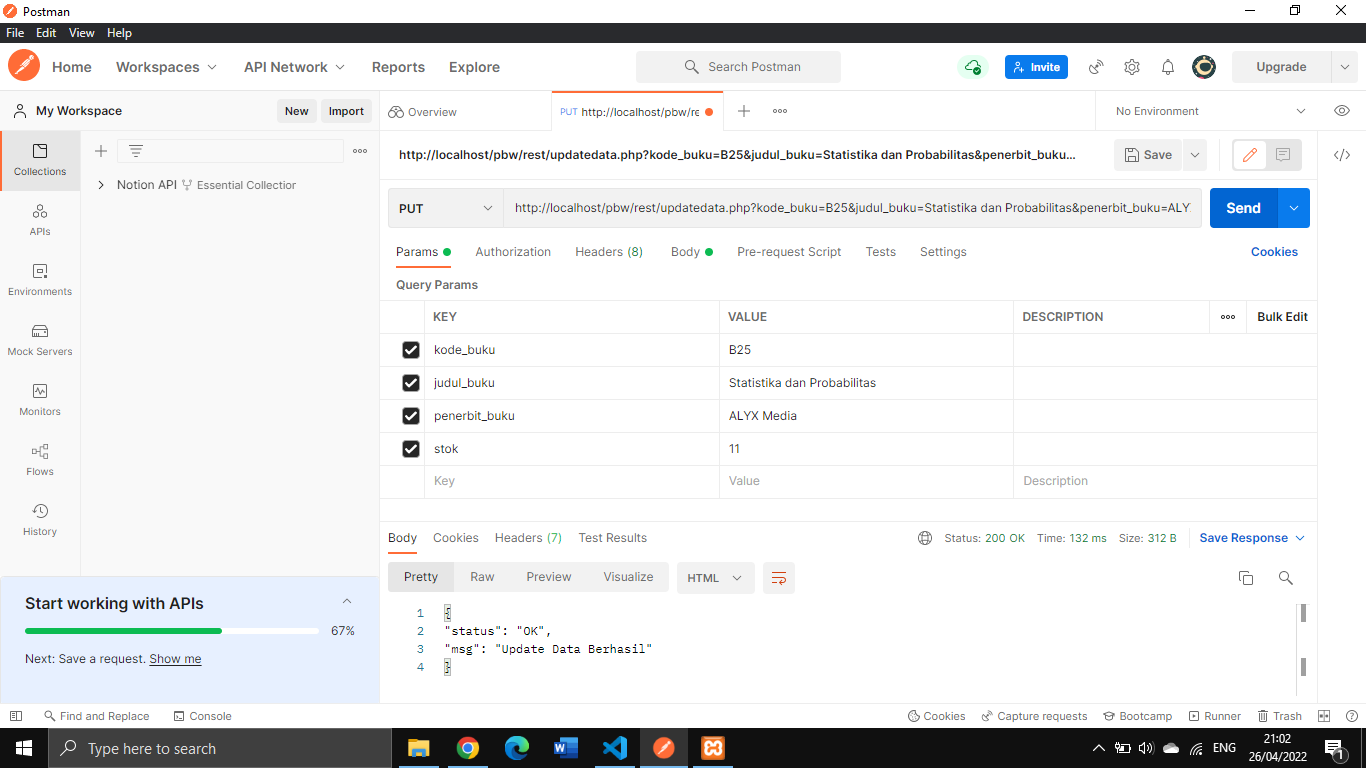 Postman
File Edit View Help
Home Workspaces API Network Reports Explore Search Postman Invite Upgrade
My Workspace New Import Overview PUT http://localhost/pbw/re No Environment
Collections
APIs
Environments
Mock Servers
Monitors
Flows
History
Notion API Essential Collection
http://localhost/pbw/rest/updatedata.php?kode_buku=B25&judul_buku=Statistika dan Probabilitas&penerbit_buku... Save
PUT http://localhost/pbw/rest/updatedata.php?kode_buku=B25&judul_buku=Statistika dan Probabilitas&penerbit_buku=ALY Send
Params Authorization Headers (8) Body Pre-request Script Tests Settings Cookies
Query Params
KEY VALUE DESCRIPTION Bulk Edit
kode_buku B25
judul_buku Statistika dan Probabilitas
penerbit_buku ALYX Media
stok 11
Key Value Description
Body Cookies Headers (7) Test Results Status: 200 OK Time: 132 ms Size: 312 B Save Response
Pretty Raw Preview Visualize HTML
1 {
2 "status": "OK",
3 "msg": "Update Data Berhasil"
4 }
Start working with APIs
67%
Next: Save a request. Show me
Find and Replace Console Cookies Capture requests Bootcamp Runner Trash
Type here to search ENG 21:02
26/04/2022 1